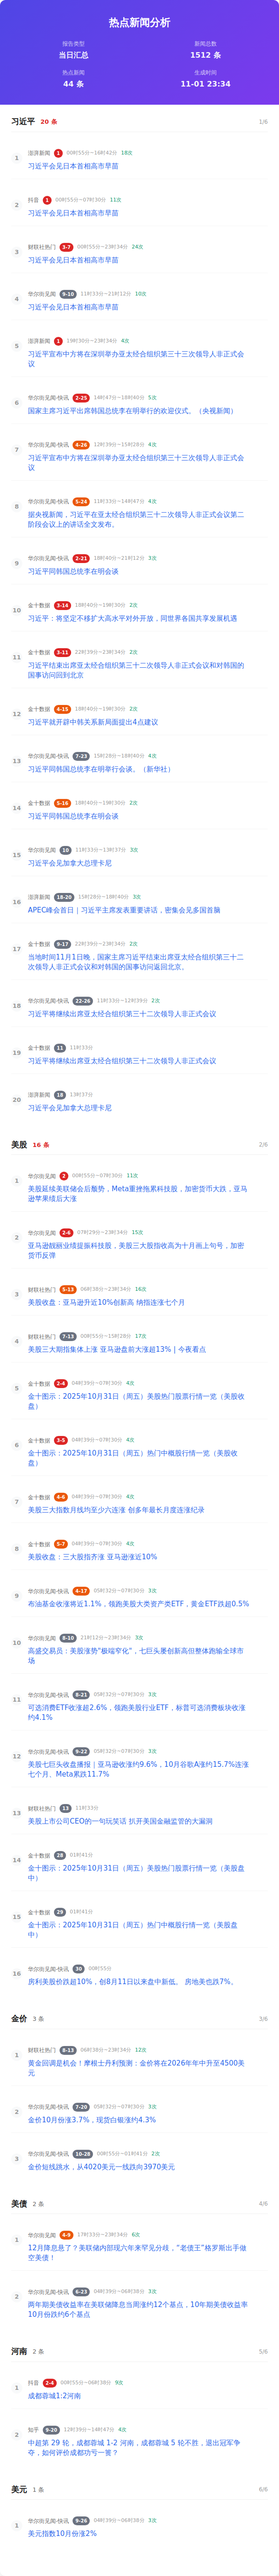 热点新闻分析
报告类型
当日汇总
新闻总数
1512 条
热点新闻
44 条
生成时间
11-01 23:34
习近平 20 条 1/6
1
澎湃新闻 1 00时55分~16时42分 18次
习近平会见日本首相高市早苗
2
抖音 1 00时55分~07时30分 11次
习近平会见日本首相高市早苗
3
财联社热门 3-7 00时55分~23时34分 24次
习近平会见日本首相高市早苗
4
华尔街见闻 9-10 11时33分~21时12分 10次
习近平会见日本首相高市早苗
5
澎湃新闻 1 19时30分~23时34分 4次
习近平宣布中方将在深圳举办亚太经合组织第三十三次领导人非正式会
议
6
华尔街见闻-快讯 2-25 14时47分~18时40分 5次
国家主席习近平出席韩国总统李在明举行的欢迎仪式。（央视新闻）
7
华尔街见闻-快讯 4-26 12时39分~15时28分 4次
习近平宣布中方将在深圳举办亚太经合组织第三十三次领导人非正式会
议
8
华尔街见闻-快讯 5-24 11时33分~14时47分 4次
据央视新闻，习近平在亚太经合组织第三十二次领导人非正式会议第二
阶段会议上的讲话全文发布。
9
华尔街见闻-快讯 2-21 18时40分~21时12分 3次
习近平同韩国总统李在明会谈
10
金十数据 3-14 18时40分~19时30分 2次
习近平：将坚定不移扩大高水平对外开放，同世界各国共享发展机遇
11
金十数据 3-11 22时39分~23时34分 2次
习近平结束出席亚太经合组织第三十二次领导人非正式会议和对韩国的
国事访问回到北京
12
金十数据 4-15 18时40分~19时30分 2次
习近平就开辟中韩关系新局面提出4点建议
13
华尔街见闻-快讯 7-23 15时28分~18时40分 4次
习近平同韩国总统李在明举行会谈。（新华社）
14
金十数据 5-16 18时40分~19时30分 2次
习近平同韩国总统李在明会谈
15
华尔街见闻 10 11时33分~13时37分 3次
习近平会见加拿大总理卡尼
16
澎湃新闻 18-20 15时28分~18时40分 3次
APEC峰会首日｜习近平主席发表重要讲话，密集会见多国首脑
17
金十数据 9-17 22时39分~23时34分 2次
当地时间11月1日晚，国家主席习近平结束出席亚太经合组织第三十二
次领导人非正式会议和对韩国的国事访问返回北京。
18
华尔街见闻-快讯 22-26 11时33分~12时39分 2次
习近平将继续出席亚太经合组织第三十二次领导人非正式会议
19
金十数据 11 11时33分
习近平将继续出席亚太经合组织第三十二次领导人非正式会议
20
澎湃新闻 18 13时37分
习近平会见加拿大总理卡尼
美股 16 条 2/6
1
华尔街见闻 2 00时55分~07时30分 11次
美股延续美联储会后颓势，Meta重挫拖累科技股，加密货币大跌，亚马
逊苹果绩后大涨
2
华尔街见闻 2-6 07时29分~23时34分 15次
亚马逊靓丽业绩提振科技股，美股三大股指收高为十月画上句号，加密
货币反弹
3
财联社热门 5-13 06时38分~23时34分 16次
美股收盘：亚马逊升近10%创新高 纳指连涨七个月
4
财联社热门 7-13 00时55分~15时28分 17次
美股三大期指集体上涨 亚马逊盘前大涨超13% | 今夜看点
5
金十数据 2-4 04时39分~07时30分 4次
金十图示：2025年10月31日（周五）美股热门股票行情一览（美股收
盘）
6
金十数据 3-5 04时39分~07时30分 4次
金十图示：2025年10月31日（周五）热门中概股行情一览（美股收
盘）
7
金十数据 4-6 04时39分~07时30分 4次
美股三大指数月线均至少六连涨 创多年最长月度连涨纪录
8
金十数据 5-7 04时39分~07时30分 4次
美股收盘：三大股指齐涨 亚马逊涨近10%
9
华尔街见闻-快讯 4-17 05时32分~07时30分 3次
布油基金收涨将近1.1%，领跑美股大类资产类ETF，黄金ETF跌超0.5%
10
华尔街见闻 8-10 21时12分~23时34分 3次
高盛交易员：美股涨势"极端窄化"，七巨头屡创新高但整体跑输全球市
场
11
华尔街见闻-快讯 8-21 05时32分~07时30分 3次
可选消费ETF收涨超2.6%，领跑美股行业ETF，标普可选消费板块收涨
约4.1%
12
华尔街见闻-快讯 9-22 05时32分~07时30分 3次
美股七巨头收盘播报｜亚马逊收涨约9.6%，10月谷歌A涨约15.7%连涨
七个月、Meta累跌11.7%
13
财联社热门 13 11时33分
美股上市公司CEO的一句玩笑话 扒开美国金融监管的大漏洞
14
金十数据 28 01时41分
金十图示：2025年10月31日（周五）美股热门股票行情一览（美股盘
中）
15
金十数据 29 01时41分
金十图示：2025年10月31日（周五）热门中概股行情一览（美股盘
中）
16
华尔街见闻-快讯 30 00时55分
房利美股价跌超10%，创8月11日以来盘中新低。 房地美也跌7%。
金价 3 条 3/6
1
财联社热门 8-13 06时38分~23时34分 12次
黄金回调是机会！摩根士丹利预测：金价将在2026年年中升至4500美
元
2
华尔街见闻-快讯 7-20 05时32分~07时30分 3次
金价10月份涨3.7%，现货白银涨约4.3%
3
华尔街见闻-快讯 10-28 00时55分~01时41分 2次
金价短线跳水，从4020美元一线跌向3970美元
美债 2 条 4/6
1
华尔街见闻 4-9 17时33分~23时34分 6次
12月降息悬了？美联储内部现六年来罕见分歧，"老债王"格罗斯出手做
空美债！
2
华尔街见闻-快讯 6-23 04时39分~06时38分 3次
两年期美债收益率在美联储降息当周涨约12个基点，10年期美债收益率
10月份跌约6个基点
河南 2 条 5/6
1
抖音 2-4 00时55分~06时38分 9次
成都蓉城1:2河南
2
知乎 9-20 12时39分~14时47分 4次
中超第 29 轮，成都蓉城 1-2 河南，成都蓉城 5 轮不胜，退出冠军争
夺，如何评价成都功亏一篑？
美元 1 条 6/6
1
华尔街见闻-快讯 9-26 04时39分~06时38分 3次
美元指数10月份涨2%